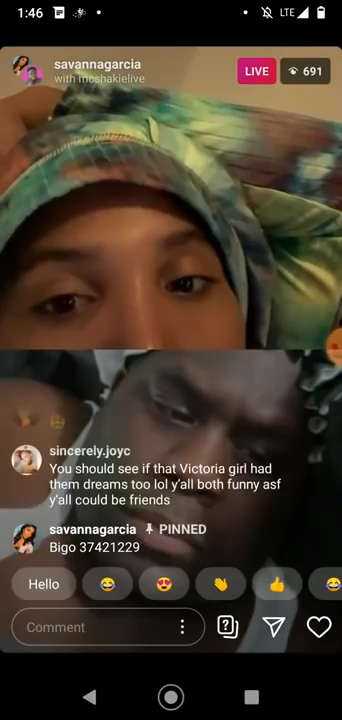 1:46
LTE
savannagarcia
with mcshakielive
LIVE
691
sincerely.joyc
You should see if that Victoria girl had
them dreams too lol y'all both funny asf
y'all could be friends
savannagarcia PINNED
Bigo 37421229
Hello
Comment